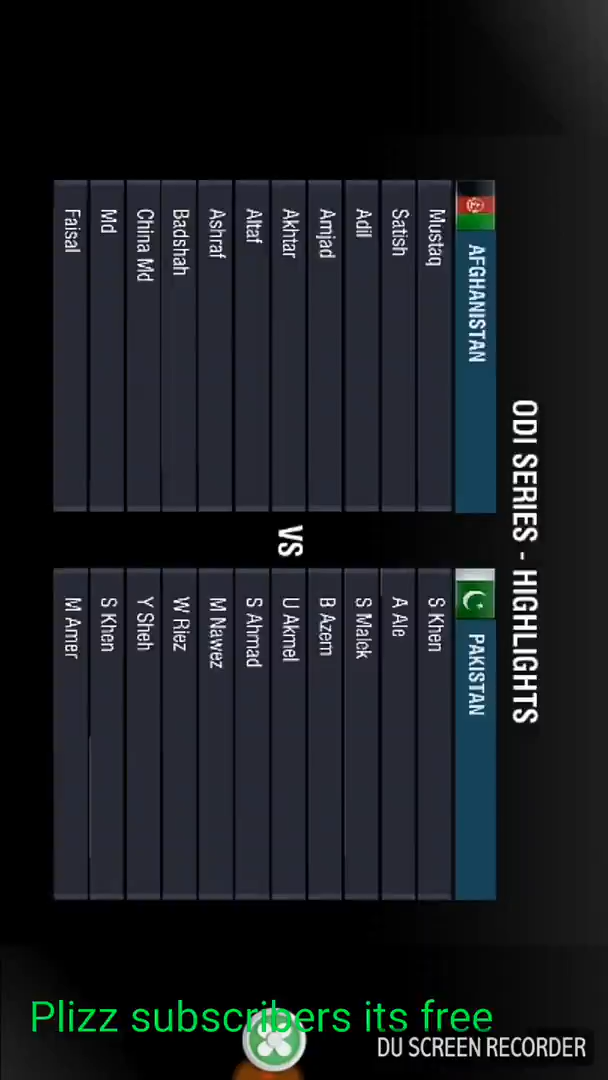 ODI SERIES - HIGHLIGHTS
AFGHANISTAN
Mustaq
Satish
Adil
Amjad
Akhtar
Altaf
Ashraf
Badshah
China Md
Md
Faisal
VS
PAKISTAN
S Khen
A Ale
S Malck
B Azem
U Akmel
S Ahmad
M Nawez
W Riez
Y Sheh
S Khen
M Amer
Plizz subscribers its free
DU SCREEN RECORDER